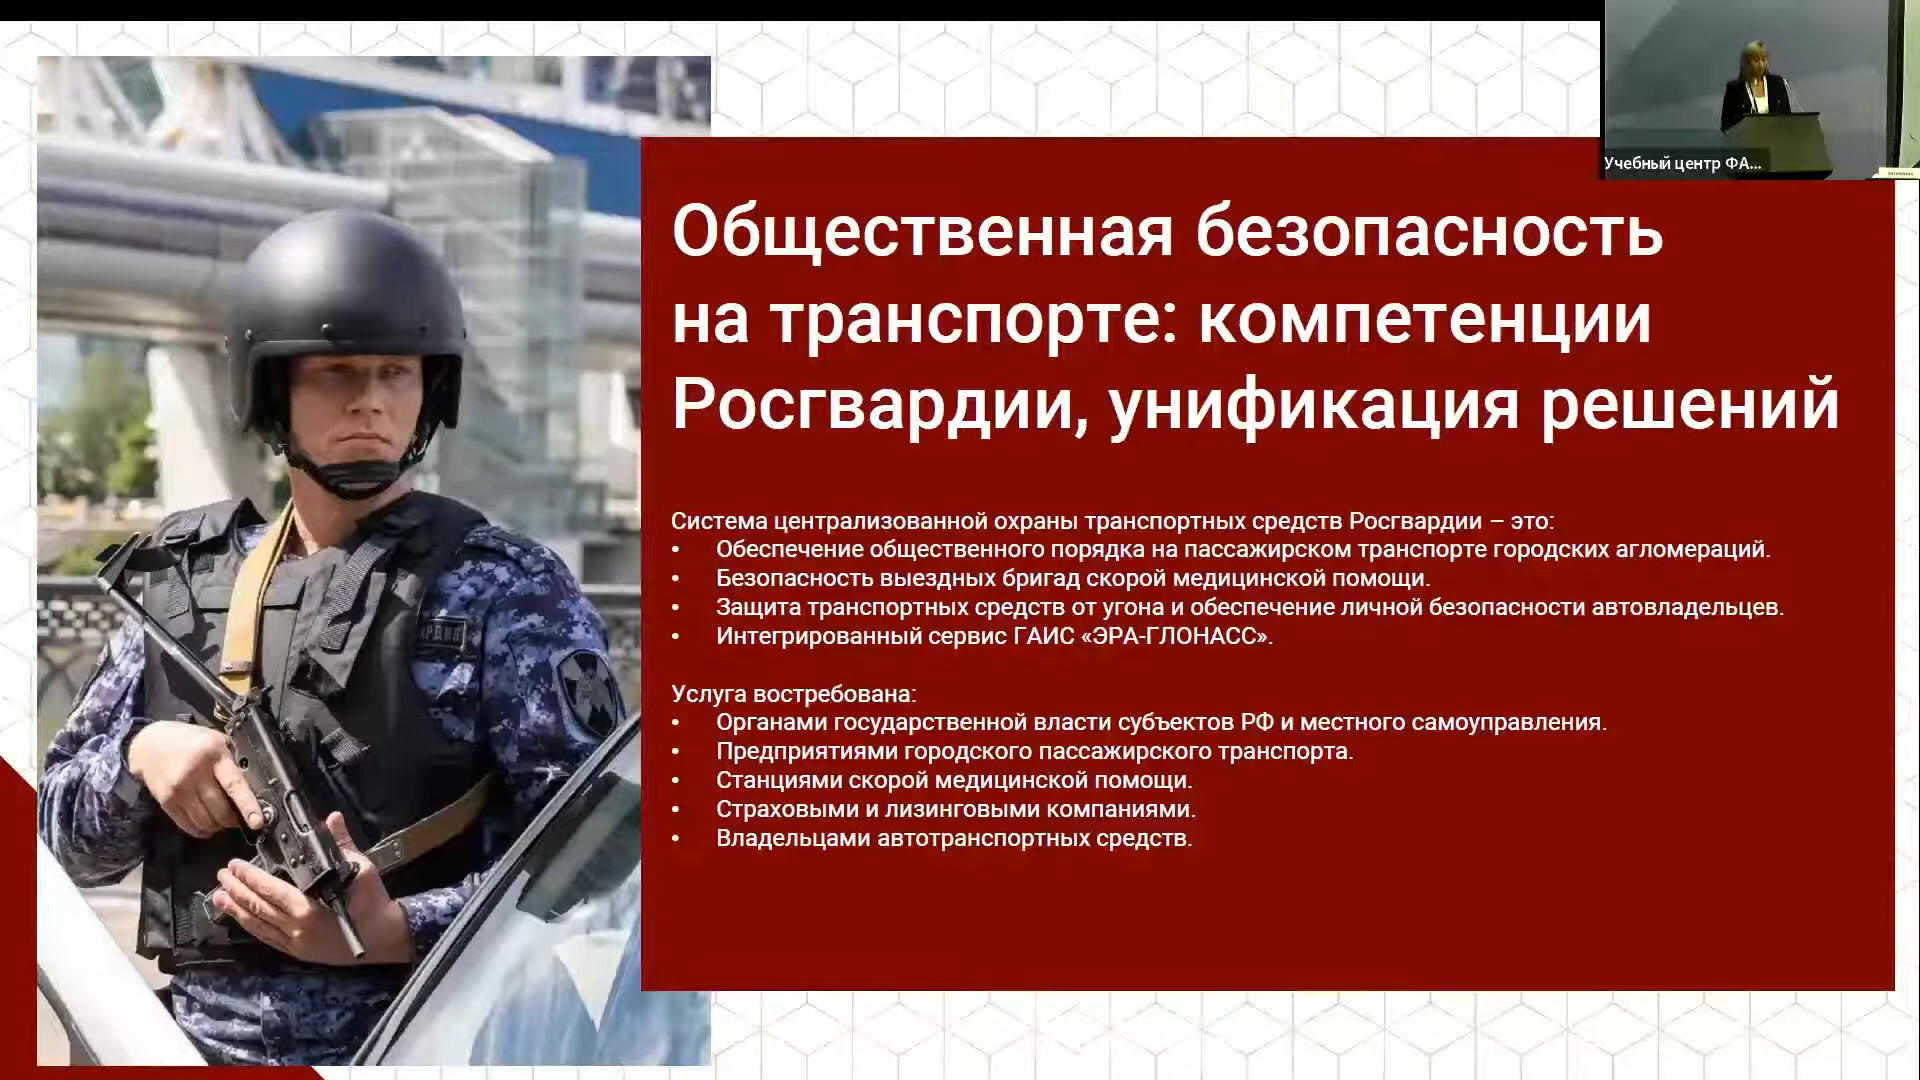 Учебный центр ФА...
Общественная безопасность
на транспорте: компетенции
Росгвардии, унификация решений
Система централизованной охраны транспортных средств Росгвардии – это:
• Обеспечение общественного порядка на пассажирском транспорте городских агломераций.
• Безопасность выездных бригад скорой медицинской помощи.
• Защита транспортных средств от угона и обеспечение личной безопасности автовладельцев.
• Интегрированный сервис ГАИС «ЭРА-ГЛОНАСС».
Услуга востребована:
• Органами государственной власти субъектов РФ и местного самоуправления.
• Предприятиями городского пассажирского транспорта.
• Станциями скорой медицинской помощи.
• Страховыми и лизинговыми компаниями.
• Владельцами автотранспортных средств.